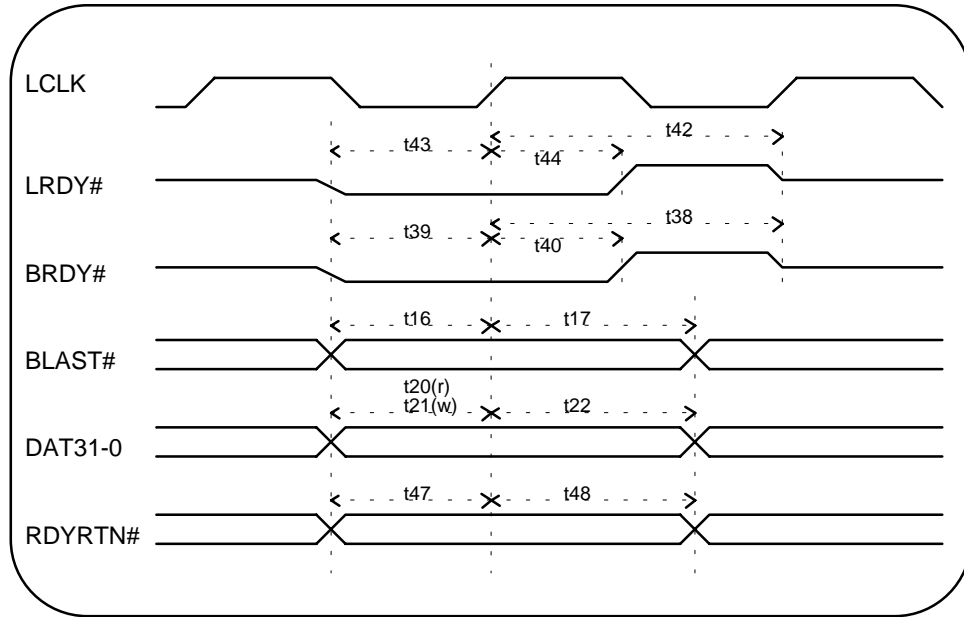 LCLK
t42
t43
t44
LRDY#
t38
t39
t40
BRDY#
t16 t17
BLAST#
t20(r)
t21(w) t22
DAT31-0
t47 t48
RDYRTN#